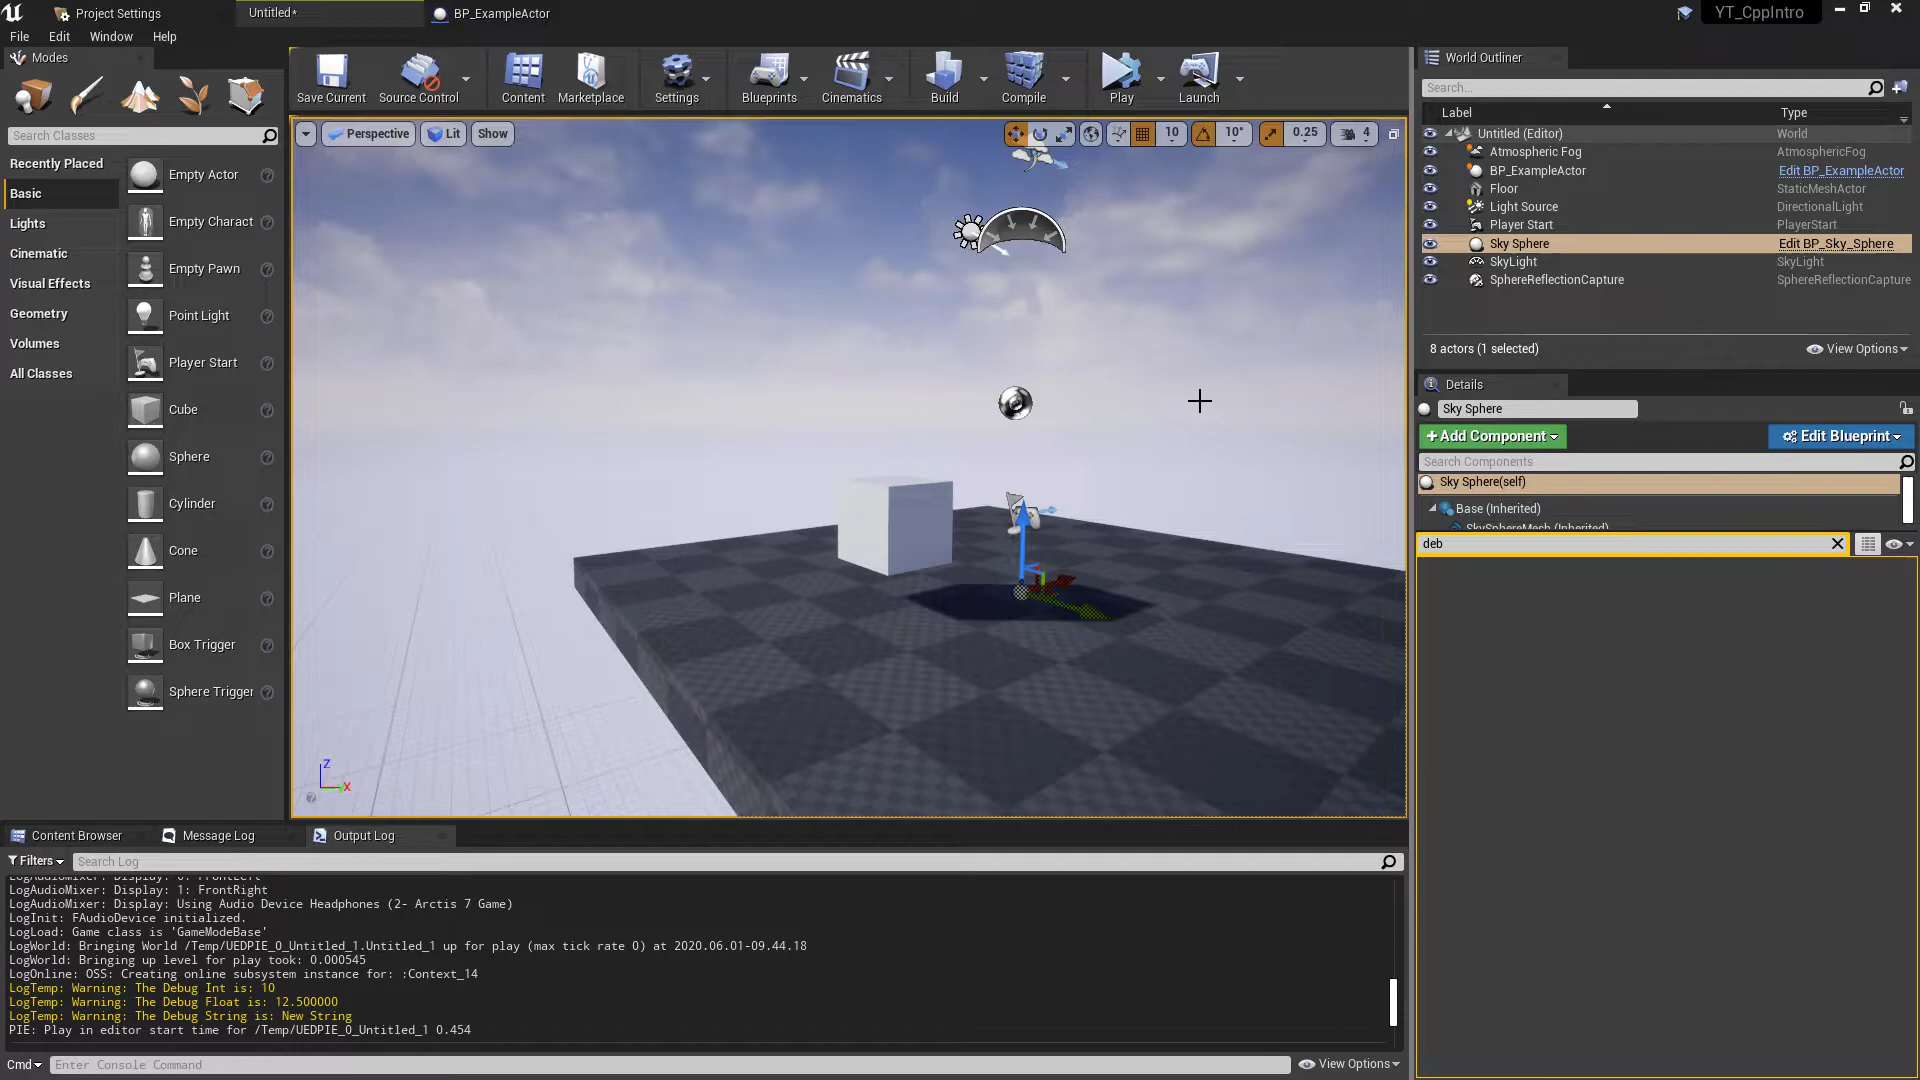 Project Settings
Untitled*
BP_ExampleActor
YT_CppIntro
File
Edit
Window
Help
Modes
Search Classes
Recently Placed
Basic
Lights
Cinematic
Visual Effects
Geometry
Volumes
All Classes
Empty Actor
Empty Charact
Empty Pawn
Point Light
Player Start
Cube
Sphere
Cylinder
Cone
Plane
Box Trigger
Sphere Trigger
Save Current
Source Control
Content
Marketplace
Settings
Blueprints
Cinematics
Build
Compile
Play
Launch
Perspective
Lit
Show
10
10°
0.25
4
Z
X
World Outliner
Search...
Label
Type
Untitled (Editor)
World
Atmospheric Fog
AtmosphericFog
BP_ExampleActor
Edit BP_ExampleActor
Floor
StaticMeshActor
Light Source
DirectionalLight
Player Start
PlayerStart
Sky Sphere
Edit BP_Sky_Sphere
SkyLight
SkyLight
SphereReflectionCapture
SphereReflectionCapture
8 actors (1 selected)
View Options
Details
Sky Sphere
+Add Component
Edit Blueprint
Search Components
Sky Sphere(self)
Base (Inherited)
SkySphereMesh (Inherited)
deb
Content Browser
Message Log
Output Log
Filters
Search Log
LogAudioMixer: Display: 0: FrontLeft
LogAudioMixer: Display: 1: FrontRight
LogAudioMixer: Display: Using Audio Device Headphones (2- Arctis 7 Game)
LogInit: FAudioDevice initialized.
LogLoad: Game class is 'GameModeBase'
LogWorld: Bringing World /Temp/UEDPIE_0_Untitled_1.Untitled_1 up for play (max tick rate 0) at 2020.06.01-09.44.18
LogWorld: Bringing up level for play took: 0.000545
LogOnline: OSS: Creating online subsystem instance for: :Context_14
LogTemp: Warning: The Debug Int is: 10
LogTemp: Warning: The Debug Float is: 12.500000
LogTemp: Warning: The Debug String is: New String
PIE: Play in editor start time for /Temp/UEDPIE_0_Untitled_1 0.454
Cmd
Enter Console Command
View Options